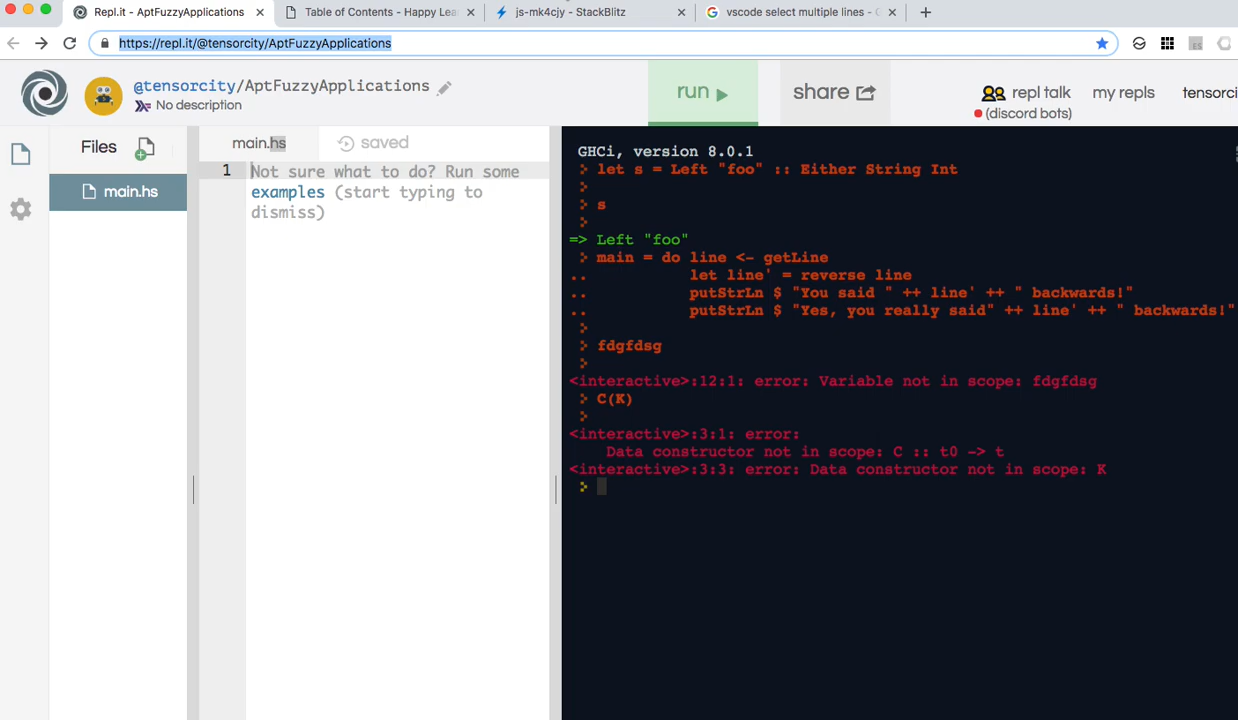 Repl.it - AptFuzzyApplications
Table of Contents - Happy Lea
js-mk4cjy - StackBlitz
vscode select multiple lines - G
https://repl.it/@tensorcity/AptFuzzyApplications
@tensorcity/AptFuzzyApplications
No description
run
share
repl talk
(discord bots)
my repls
tensorci
Files
main.hs
main.hs
saved
1
Not sure what to do? Run some
examples (start typing to
dismiss)
GHCi, version 8.0.1
> let s = Left "foo" :: Either String Int
>
> s
>
=> Left "foo"
> main = do line <- getLine
.. let line' = reverse line
.. putStrLn $ "You said " ++ line' ++ " backwards!"
.. putStrLn $ "Yes, you really said" ++ line' ++ " backwards!"
>
> fdgfdsg
>
<interactive>:12:1: error: Variable not in scope: fdgfdsg
> C(K)
>
<interactive>:3:1: error:
Data constructor not in scope: C :: t0 -> t
<interactive>:3:3: error: Data constructor not in scope: K
>